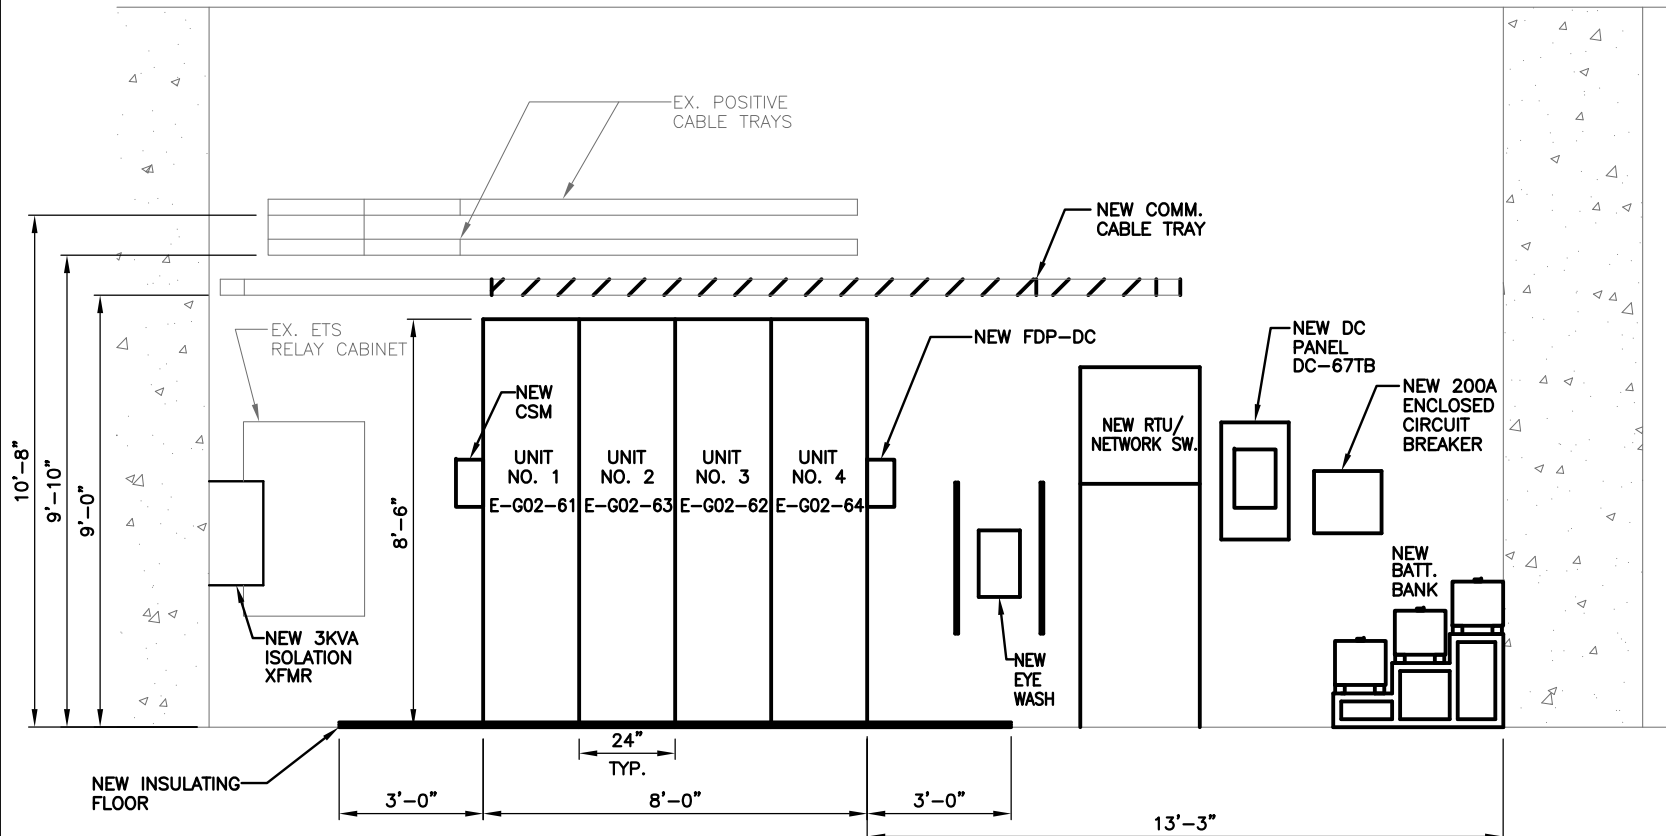 EX. POSITIVE
CABLE TRAYS
NEW COMM.
CABLE TRAY
EX. ETS
RELAY CABINET
NEW FDP-DC
NEW DC
PANEL
DC-67TB
NEW 200A
ENCLOSED
CIRCUIT
BREAKER
NEW
CSM
NEW RTU/
NETWORK SW.
UNIT
NO. 1
E-G02-61
UNIT
NO. 2
E-G02-63
UNIT
NO. 3
E-G02-62
UNIT
NO. 4
E-G02-64
10'-8"
9'-10"
9'-0"
8'-6"
NEW
BATT.
BANK
NEW 3KVA
ISOLATION
XFMR
NEW
EYE
WASH
24"
TYP.
NEW INSULATING
FLOOR
3'-0"
8'-0"
3'-0"
13'-3"